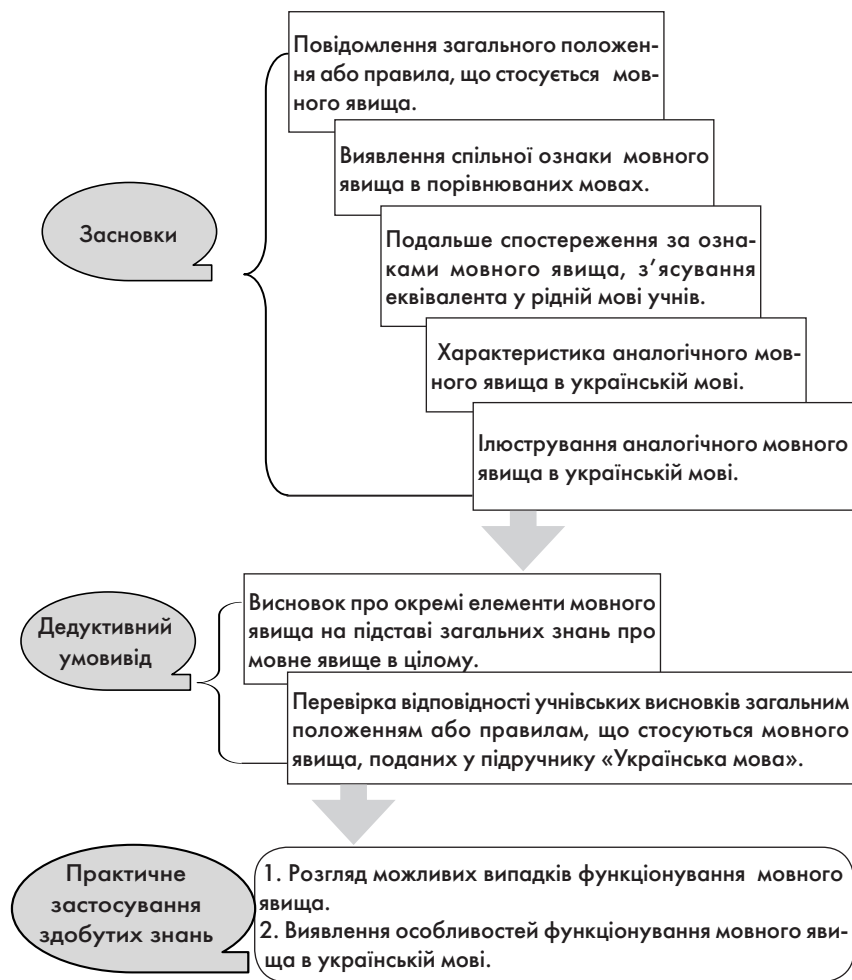 Повідомлення загального положен-
ня або правила, що стосується мов-
ного явища.
Виявлення спільної ознаки мовного
явища в порівнюваних мовах.
Засновки
Подальше спостереження за озна-
ками мовного явища, з’ясування
еквівалента у рідній мові учнів.
Характеристика аналогічного мов-
ного явища в українській мові.
Ілюстрування аналогічного мовного
явища в українській мові.
Дедуктивний
умовивід
Висновок про окремі елементи мовного
явища на підставі загальних знань про
мовне явище в цілому.
Перевірка відповідності учнівських висновків загальним
положенням або правилам, що стосуються мовного
явища, поданих у підручнику «Українська мова».
Практичне
застосування
здобутих знань
1. Розгляд можливих випадків функціонування мовного
явища.
2. Виявлення особливостей функціонування мовного яви-
ща в українській мові.